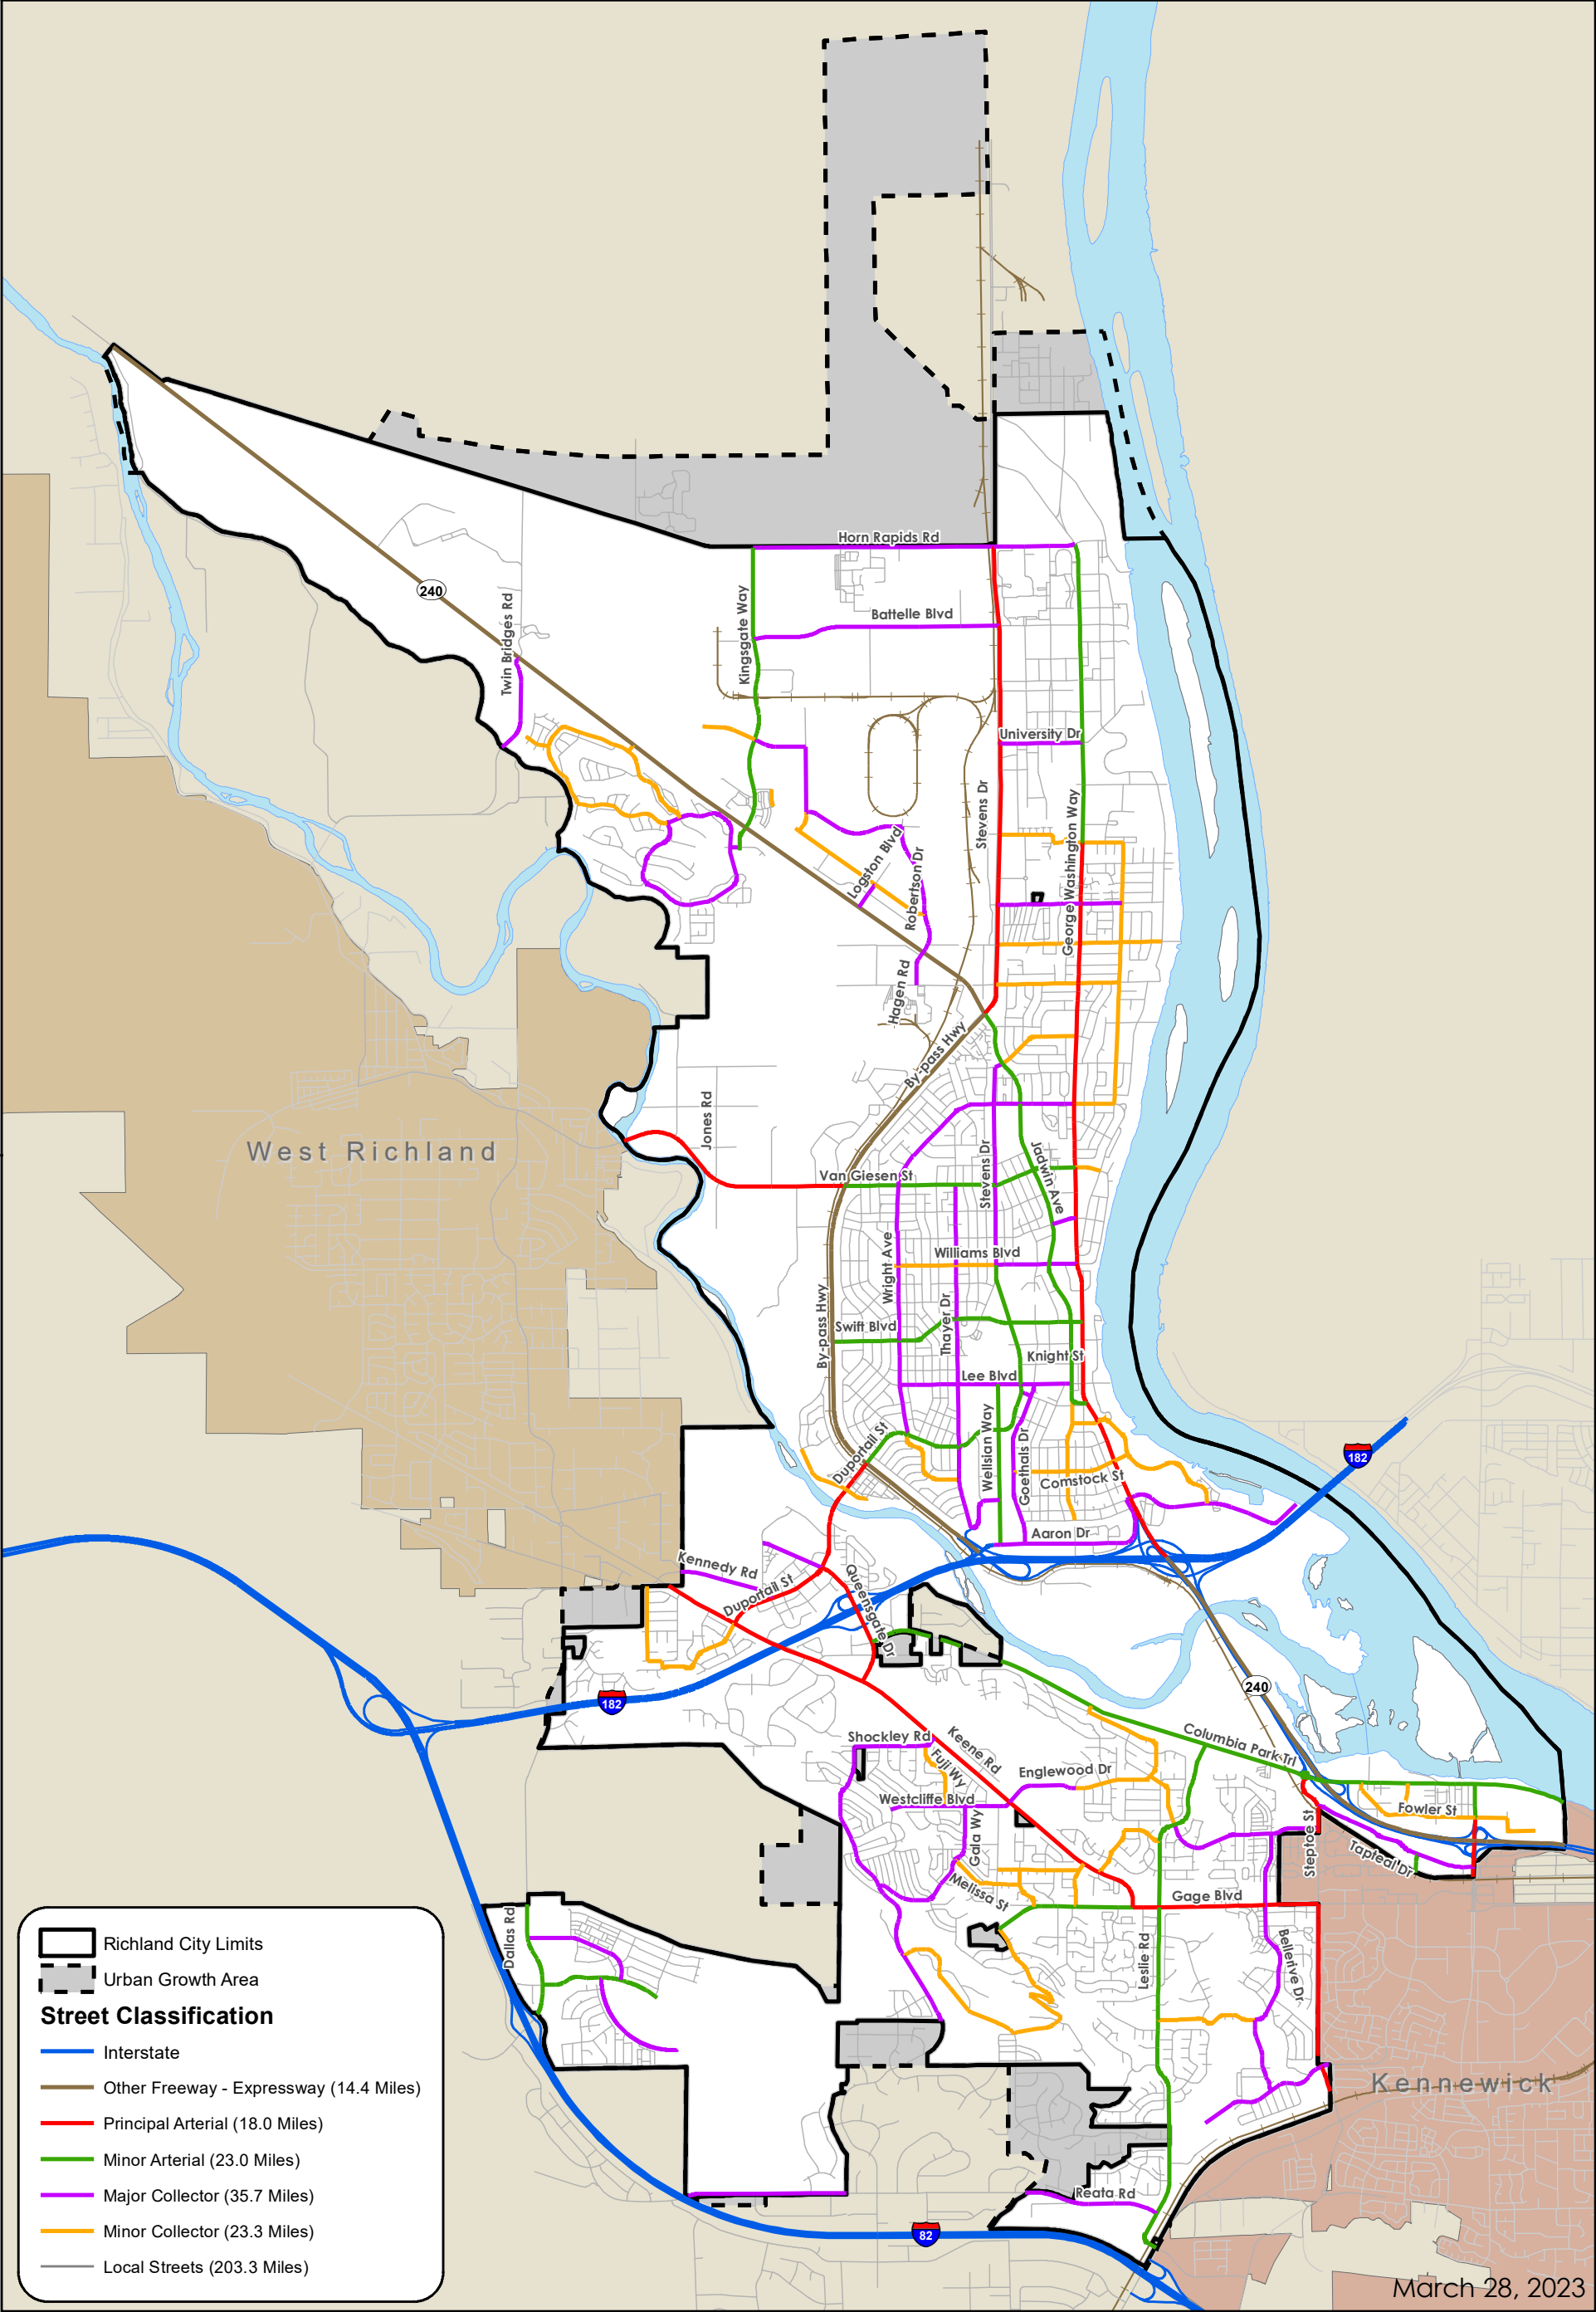 Horn Rapids Rd
240
Twin Bridges Rd
Kingsgate Way
Battelle Blvd
University Dr
Stevens Dr
George Washington Way
Logston Blvd
Robertson Dr
Hagen Rd
By-pass Hwy
Jones Rd
West Richland
Van Giesen St
Stevens Dr
Jadwin Ave
Wright Ave
Williams Blvd
By-pass Hwy
Swift Blvd
Thayer Dr
Knight St
Lee Blvd
Duportail St
Wellsian Way
Goethals Dr
Comstock St
182
Aaron Dr
Kennedy Rd
Duportail St
Queensgate Dr
182
240
Shockley Rd
Keene Rd
Columbia Park Trl
Fuji Wy
Englewood Dr
Westcliffe Blvd
Gala Wy
Fowler St
Steptoe St
Tapteal Dr
Melissa St
Gage Blvd
Dallas Rd
Leslie Rd
Bellerive Dr
Kennewick
Reata Rd
82
Richland City Limits
Urban Growth Area
Street Classification
Interstate
Other Freeway - Expressway (14.4 Miles)
Principal Arterial (18.0 Miles)
Minor Arterial (23.0 Miles)
Major Collector (35.7 Miles)
Minor Collector (23.3 Miles)
Local Streets (203.3 Miles)
March 28, 2023